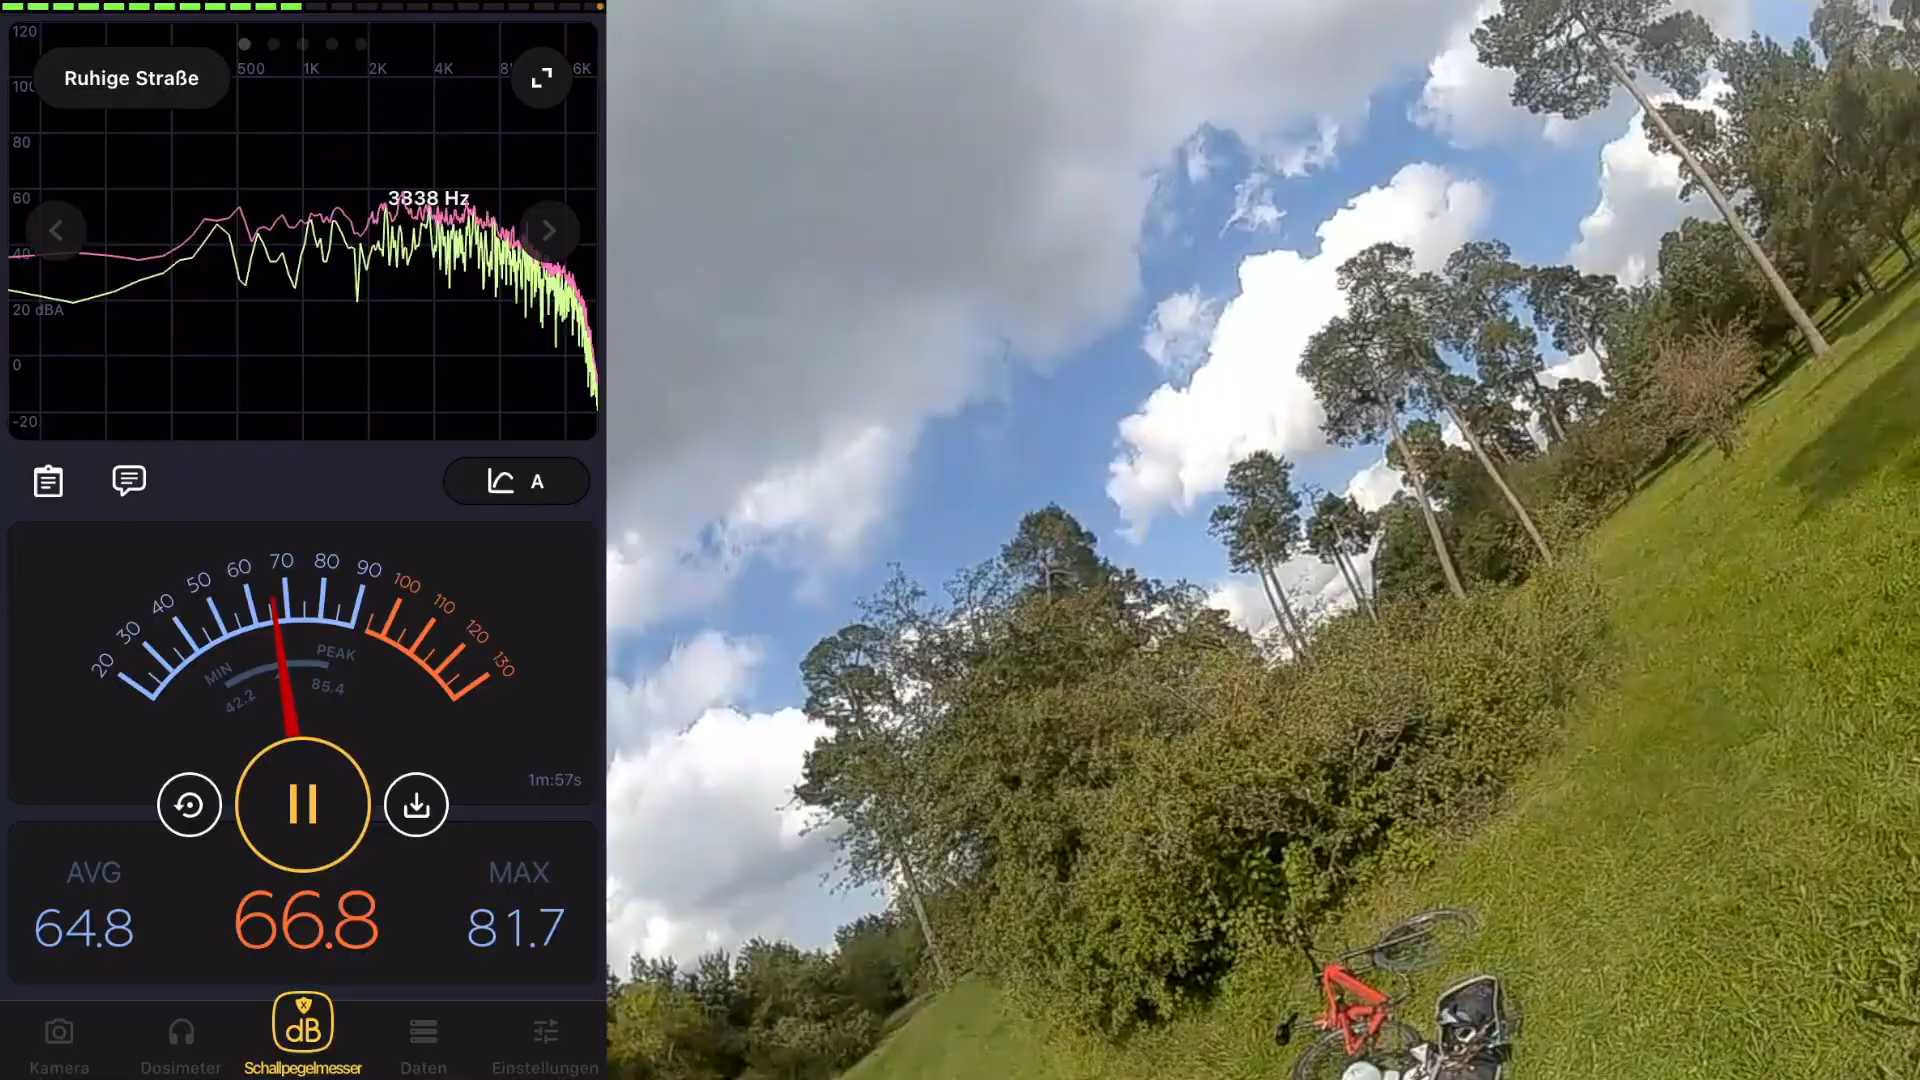 120
100
Ruhige Straße
500 1K 2K 4K 8 6K
80
60
3838 Hz
40
20 dBA
0
-20
A
20 30 40 50 60 70 80 90 100 110 120 130
MIN PEAK
42.2 85.4
1m:57s
AVG MAX
64.8 66.8 81.7
x
dB
Kamera Dosimeter Schallpegelmesser Daten Einstellungen